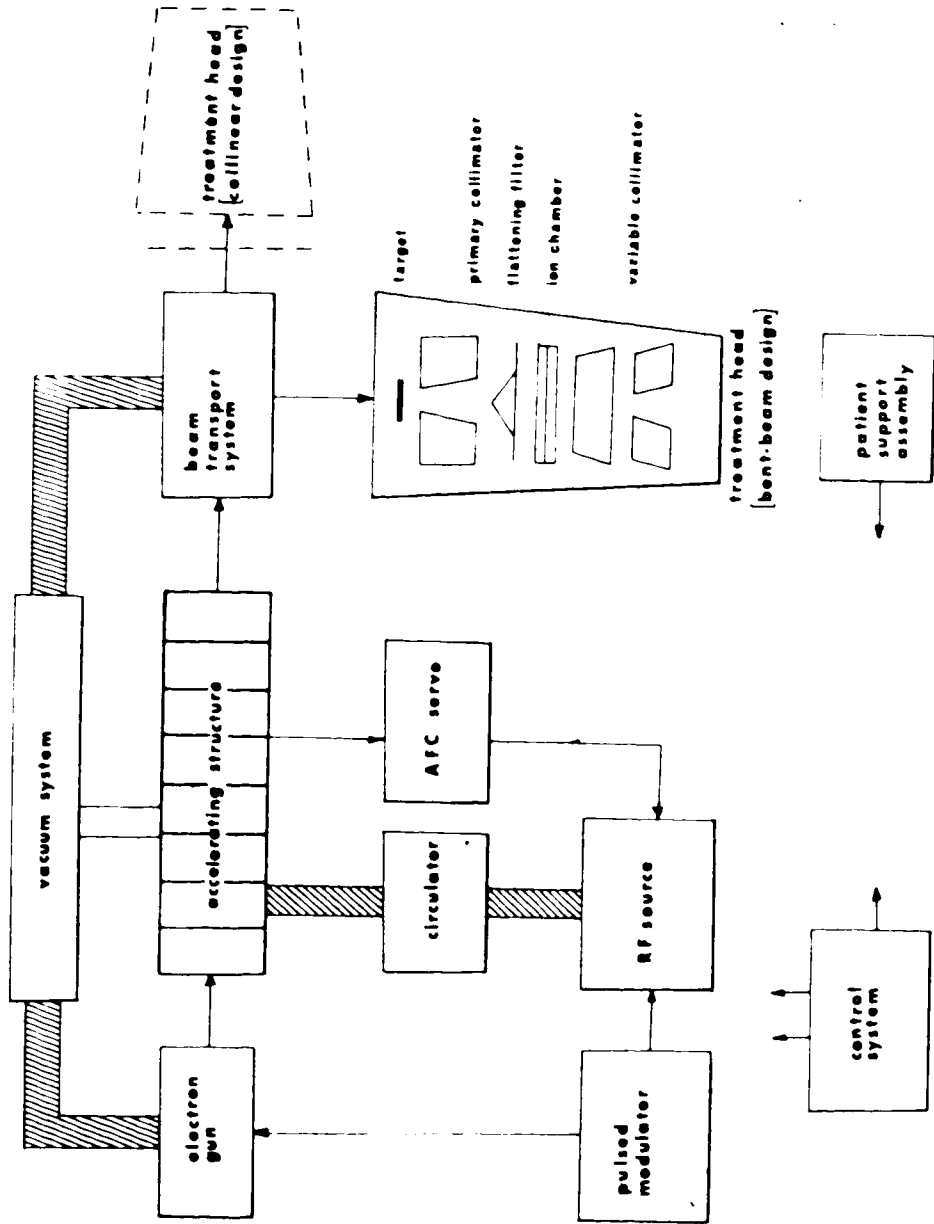 vacuum system
electron
gun
accelerating structure
beam
transport
system
treatment head
[collinear design]
circulator
AFC servo
target
primary collimator
flattening filter
ion chamber
variable collimator
treatment head
[bent-beam design]
pulsed
modulator
RF source
control
system
patient
support
assembly